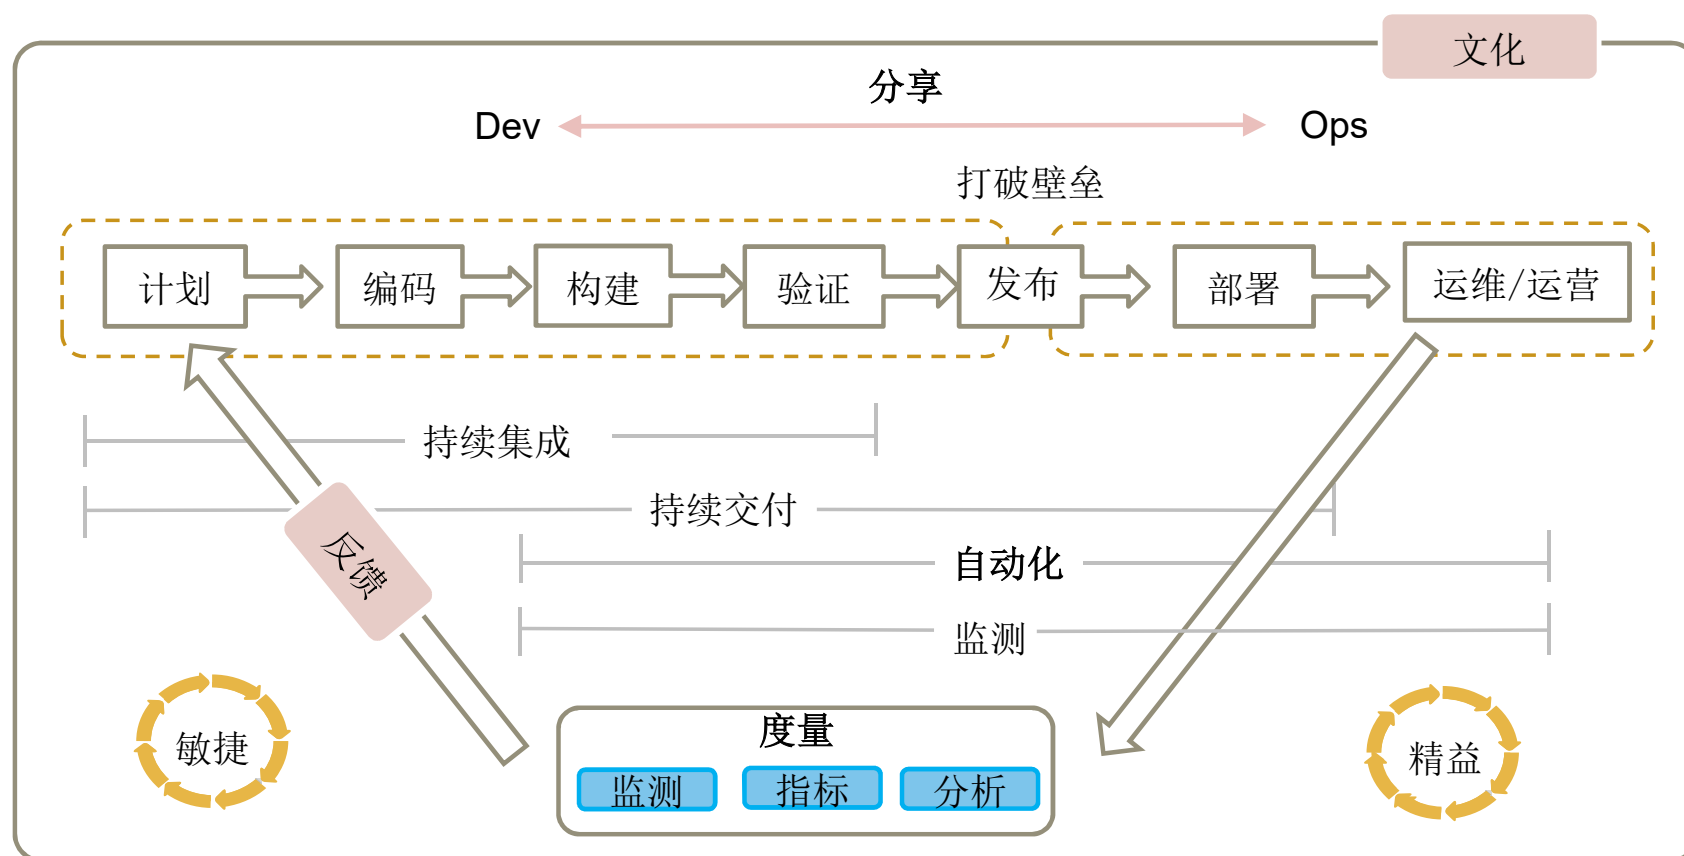 文化
分享
Dev
Ops
打破壁垒
计划
编码
构建
验证
发布
部署
运维/运营
持续集成
持续交付
反馈
自动化
监测
敏捷
度量
监测
指标
分析
精益